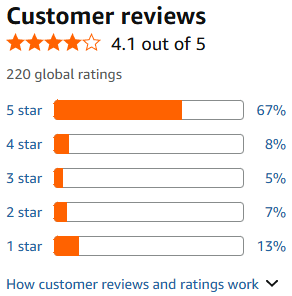 Customer reviews
4.1 out of 5
220 global ratings
5 star 67%
4 star 8%
3 star 5%
2 star 7%
1 star 13%
How customer reviews and ratings work